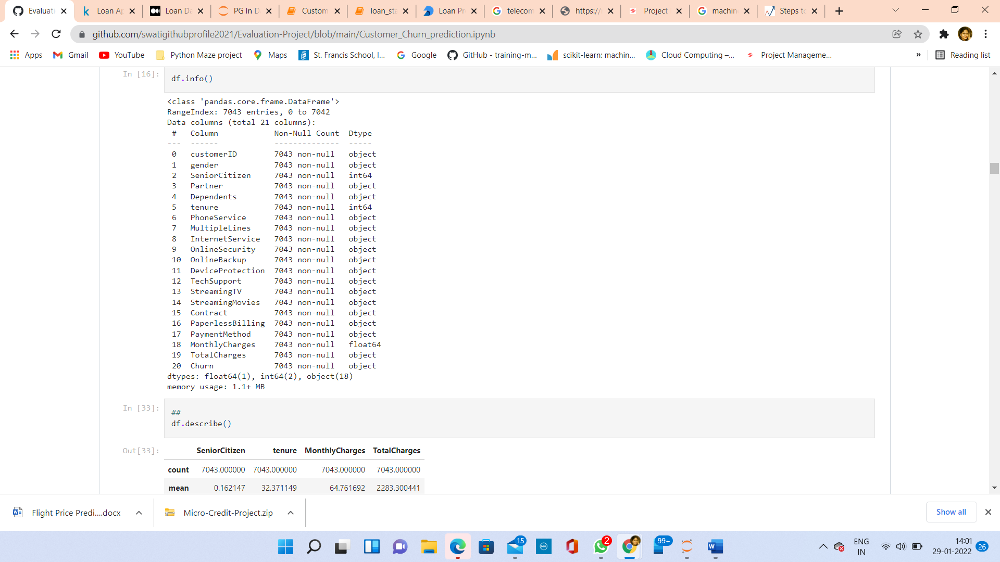 Evaluati
Loan Ap
Loan Da
PG In D
Custom
loan_sta
Loan Pr
telecom
https://
Project
machin
Steps to
github.com/swatigithubprofile2021/Evaluation-Project/blob/main/Customer_Churn_prediction.ipynb
Apps
Gmail
YouTube
Python Maze project
Maps
St. Francis School, I...
Google
GitHub - training-m...
scikit-learn: machin...
Cloud Computing –...
Project Manageme...
»
Reading list
In [16]:
df.info()
<class 'pandas.core.frame.DataFrame'>
RangeIndex: 7043 entries, 0 to 7042
Data columns (total 21 columns):
# Column Non-Null Count Dtype
--- ------ -------------- -----
0 customerID 7043 non-null object
1 gender 7043 non-null object
2 SeniorCitizen 7043 non-null int64
3 Partner 7043 non-null object
4 Dependents 7043 non-null object
5 tenure 7043 non-null int64
6 PhoneService 7043 non-null object
7 MultipleLines 7043 non-null object
8 InternetService 7043 non-null object
9 OnlineSecurity 7043 non-null object
10 OnlineBackup 7043 non-null object
11 DeviceProtection 7043 non-null object
12 TechSupport 7043 non-null object
13 StreamingTV 7043 non-null object
14 StreamingMovies 7043 non-null object
15 Contract 7043 non-null object
16 PaperlessBilling 7043 non-null object
17 PaymentMethod 7043 non-null object
18 MonthlyCharges 7043 non-null float64
19 TotalCharges 7043 non-null object
20 Churn 7043 non-null object
dtypes: float64(1), int64(2), object(18)
memory usage: 1.1+ MB
In [33]:
##
df.describe()
Out[33]:
SeniorCitizen tenure MonthlyCharges TotalCharges
count 7043.000000 7043.000000 7043.000000 7043.000000
mean 0.162147 32.371149 64.761692 2283.300441
Flight Price Predi....docx
Micro-Credit-Project.zip
Show all
15
DELL
2
99+
ENG
IN
14:01
29-01-2022
26